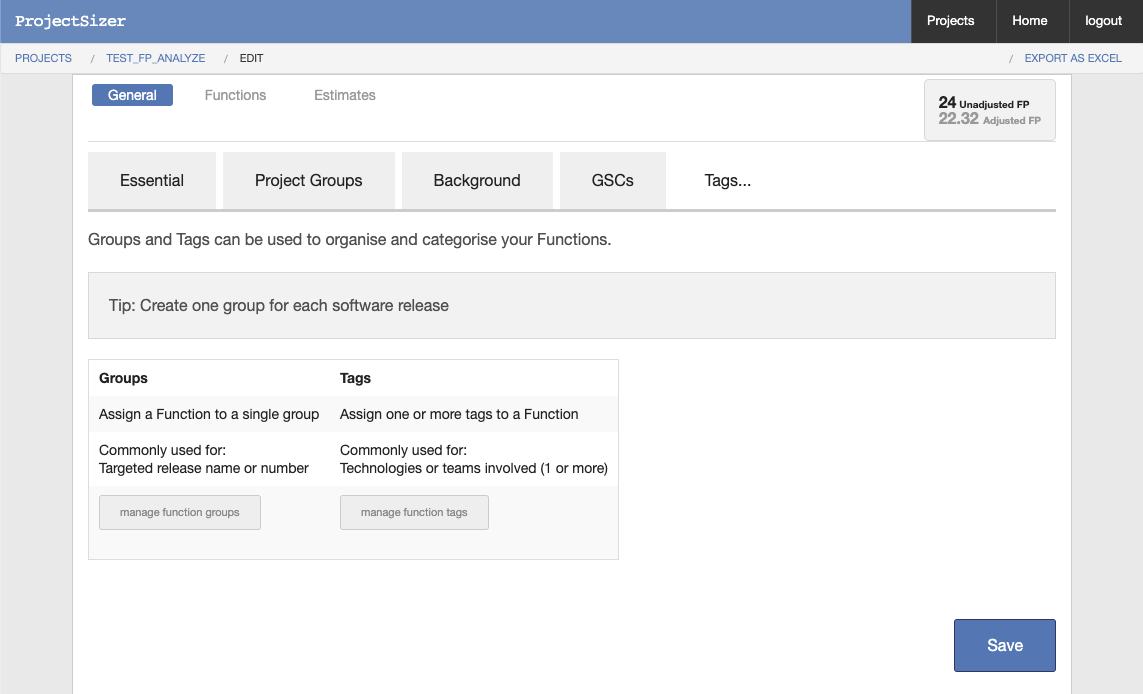 ProjectSizer
Projects
Home
logout
PROJECTS / TEST_FP_ANALYZE / EDIT
/ EXPORT AS EXCEL
General
Functions
Estimates
24 Unadjusted FP
22.32 Adjusted FP
Essential
Project Groups
Background
GSCs
Tags...
Groups and Tags can be used to organise and categorise your Functions.
Tip: Create one group for each software release
Groups
Tags
Assign a Function to a single group
Assign one or more tags to a Function
Commonly used for:
Targeted release name or number
Commonly used for:
Technologies or teams involved (1 or more)
manage function groups
manage function tags
Save